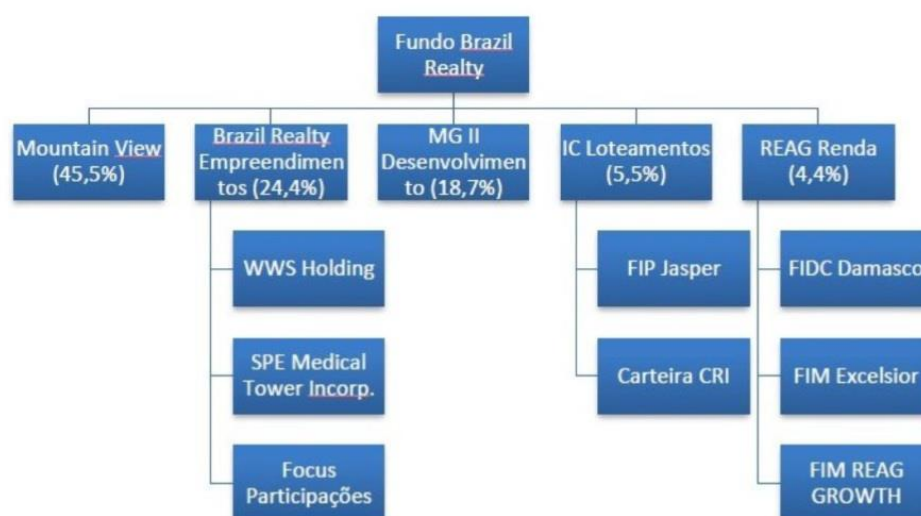 Fundo Brazil
Realty
Mountain View
(45,5%)
Brazil Realty
Empreendimen
tos (24,4%)
MG II
Desenvolvimen
to (18,7%)
IC Loteamentos
(5,5%)
REAG Renda
(4,4%)
WWS Holding
FIP Jasper
FIDC Damasco
SPE Medical
Tower Incorp.
Carteira CRI
FIM Excelsior
Focus
Participações
FIM REAG
GROWTH